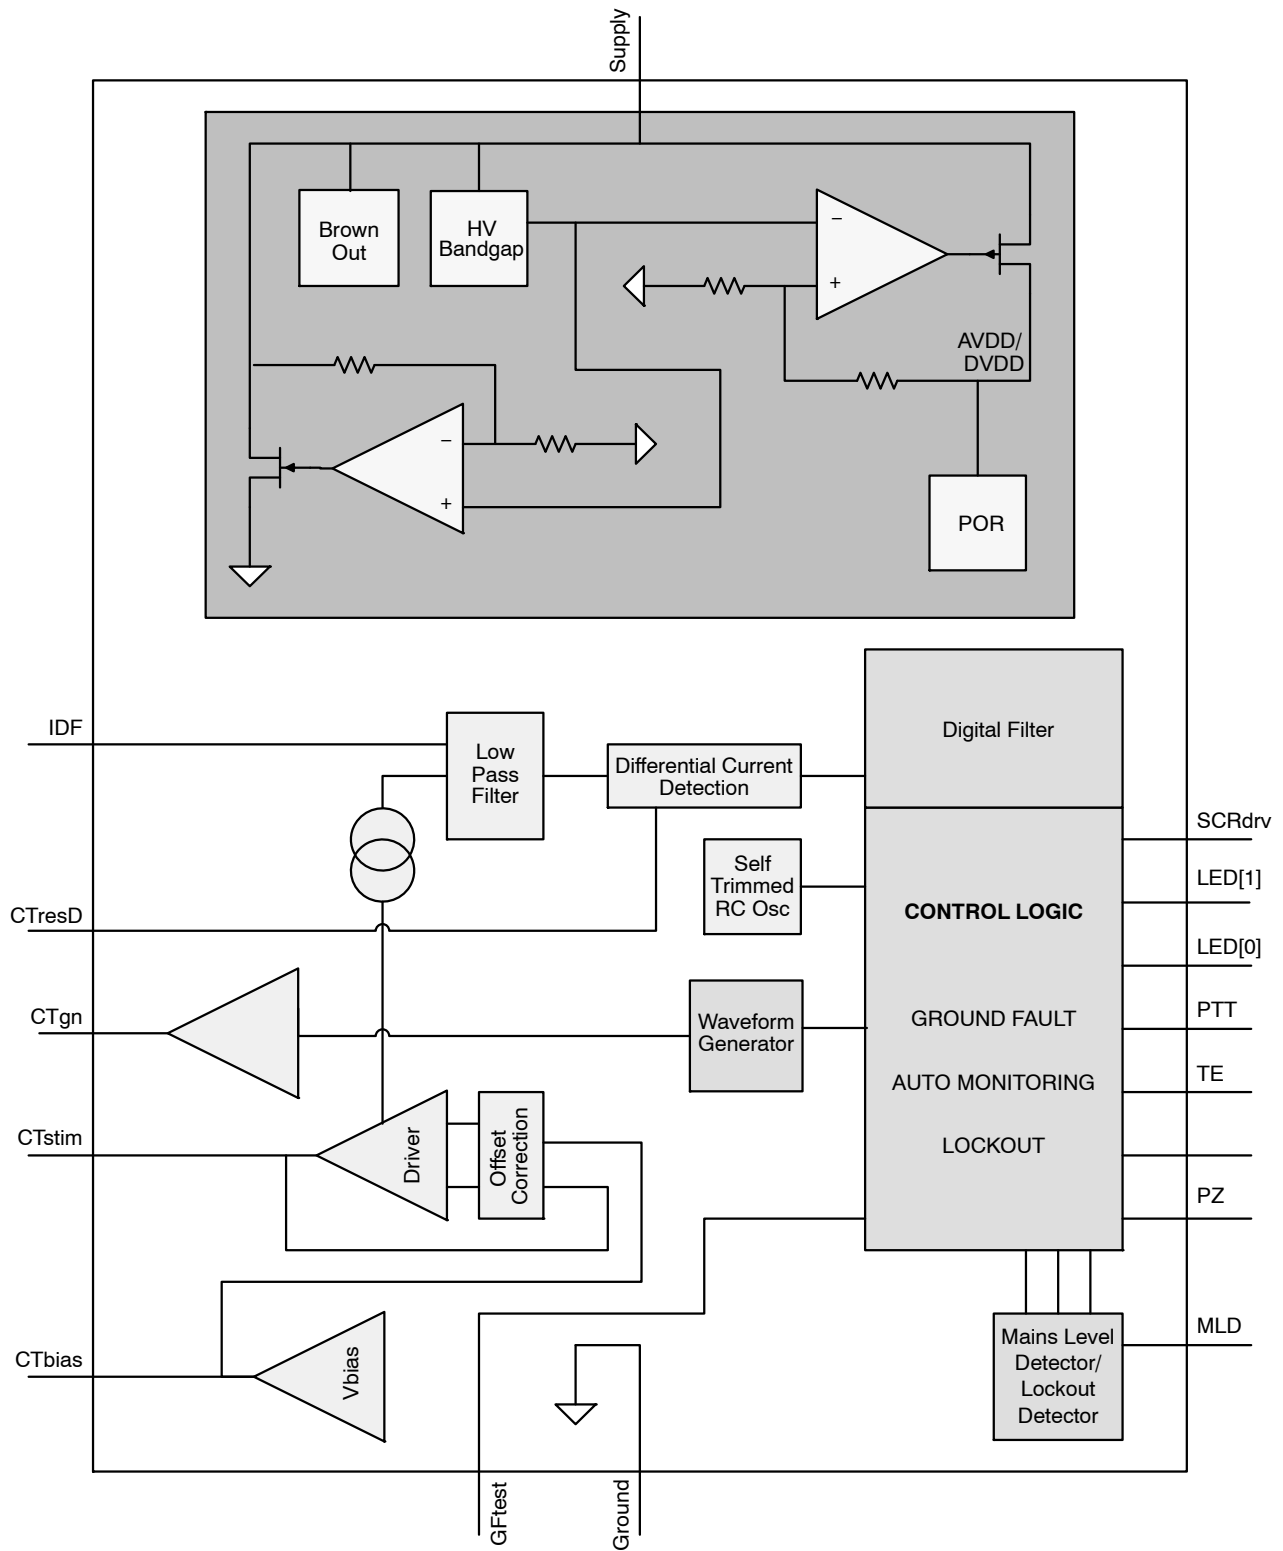 Supply
Brown
Out
HV
Bandgap
−
+
AVDD/
DVDD
−
+
POR
IDF
Low
Pass
Filter
Differential Current
Detection
Digital Filter
SCRdrv
Self
Trimmed
RC Osc
LED[1]
CTresD
CONTROL LOGIC
LED[0]
CTgn
Waveform
Generator
GROUND FAULT
PTT
AUTO MONITORING
TE
CTstim
Driver
Offset
Correction
LOCKOUT
PZ
CTbias
Vbias
Mains Level
Detector/
Lockout
Detector
MLD
GFtest
Ground